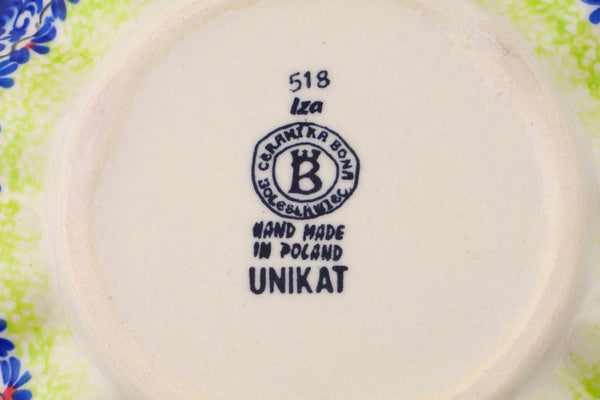 518
Iza
CERAMIKA BONA
BOLESŁAWIEC
B
HAND MADE
IN POLAND
UNIKAT